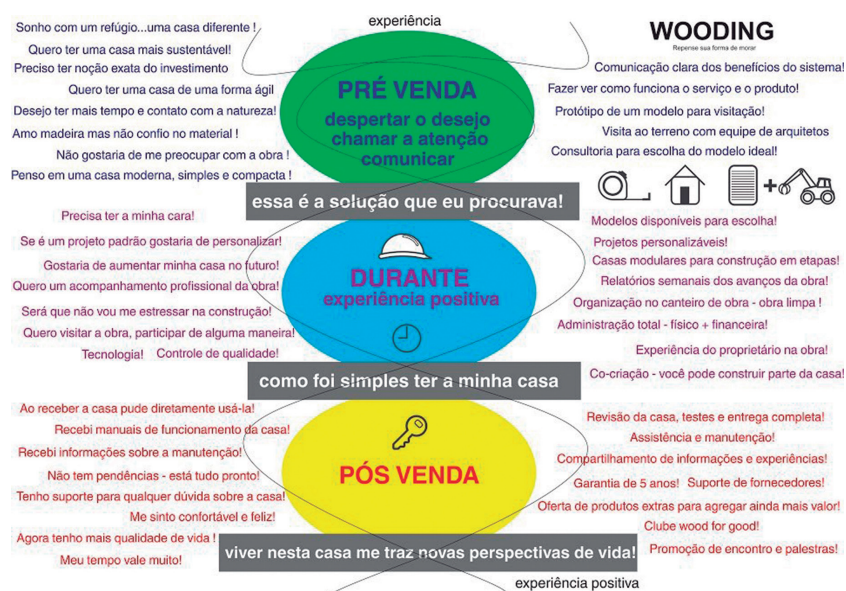 experiência
Sonho com um refúgio...uma casa diferente !
Quero ter uma casa mais sustentável!
Preciso ter noção exata do investimento
Quero ter uma casa de uma forma ágil
Desejo ter mais tempo e contato com a natureza!
Amo madeira mas não confio no material !
Não gostaria de me preocupar com a obra !
Penso em uma casa moderna, simples e compacta !
PRÉ VENDA
despertar o desejo
chamar a atenção
comunicar
WOODING
Repense sua forma de morar
Comunicação clara dos benefícios do sistema!
Fazer ver como funciona o serviço e o produto!
Protótipo de um modelo para visitação!
Visita ao terreno com equipe de arquitetos
Consultoria para escolha do modelo ideal!
+
essa é a solução que eu procurava!
Precisa ter a minha cara!
Se é um projeto padrão gostaria de personalizar!
Gostaria de aumentar minha casa no futuro!
Quero um acompanhamento profissional da obra!
Será que não vou me estressar na construção!
Quero visitar a obra, participar de alguma maneira!
Tecnologia! Controle de qualidade!
DURANTE
experiência positiva
Modelos disponíveis para escolha!
Projetos personalizáveis!
Casas modulares para construção em etapas!
Relatórios semanais dos avanços da obra!
Organização no canteiro de obra - obra limpa !
Administração total - físico + financeira!
Experiência do proprietário na obra!
Co-criação - você pode construir parte da casa!
como foi simples ter a minha casa
Ao receber a casa pude diretamente usá-la!
Recebi manuais de funcionamento da casa!
Recebi informações sobre a manutenção!
Não tem pendências - está tudo pronto!
Tenho suporte para qualquer dúvida sobre a casa!
Me sinto confortável e feliz!
Agora tenho mais qualidade de vida !
Meu tempo vale muito!
PÓS VENDA
Revisão da casa, testes e entrega completa!
Assistência e manutenção!
Compartilhamento de informações e experiências!
Garantia de 5 anos! Suporte de fornecedores!
Oferta de produtos extras para agregar ainda mais valor!
Clube wood for good!
Promoção de encontro e palestras!
viver nesta casa me traz novas perspectivas de vida!
experiência positiva